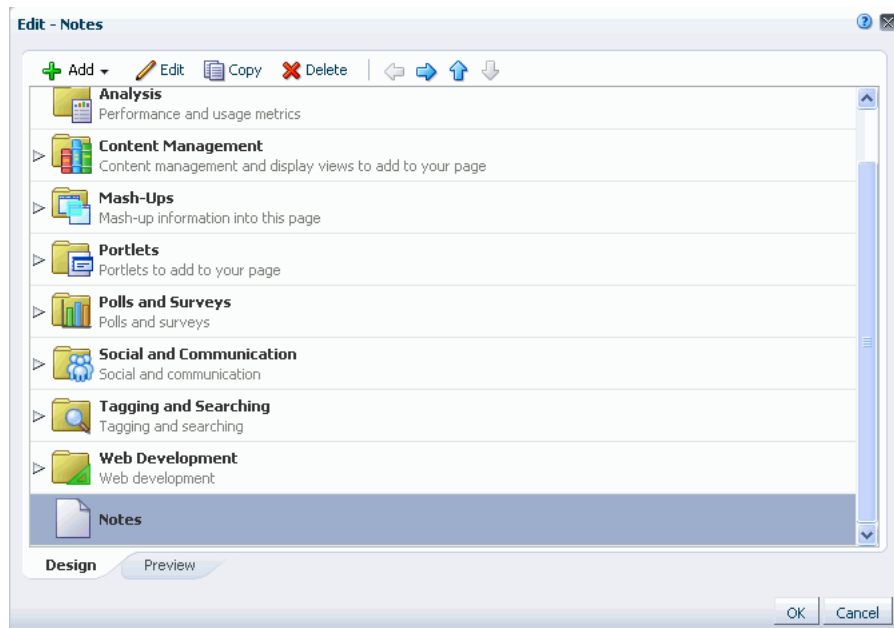 Edit - Notes
Add Edit Copy Delete
Analysis
Performance and usage metrics
Content Management
Content management and display views to add to your page
Mash-Ups
Mash-up information into this page
Portlets
Portlets to add to your page
Polls and Surveys
Polls and surveys
Social and Communication
Social and communication
Tagging and Searching
Tagging and searching
Web Development
Web development
Notes
Design Preview
OK Cancel